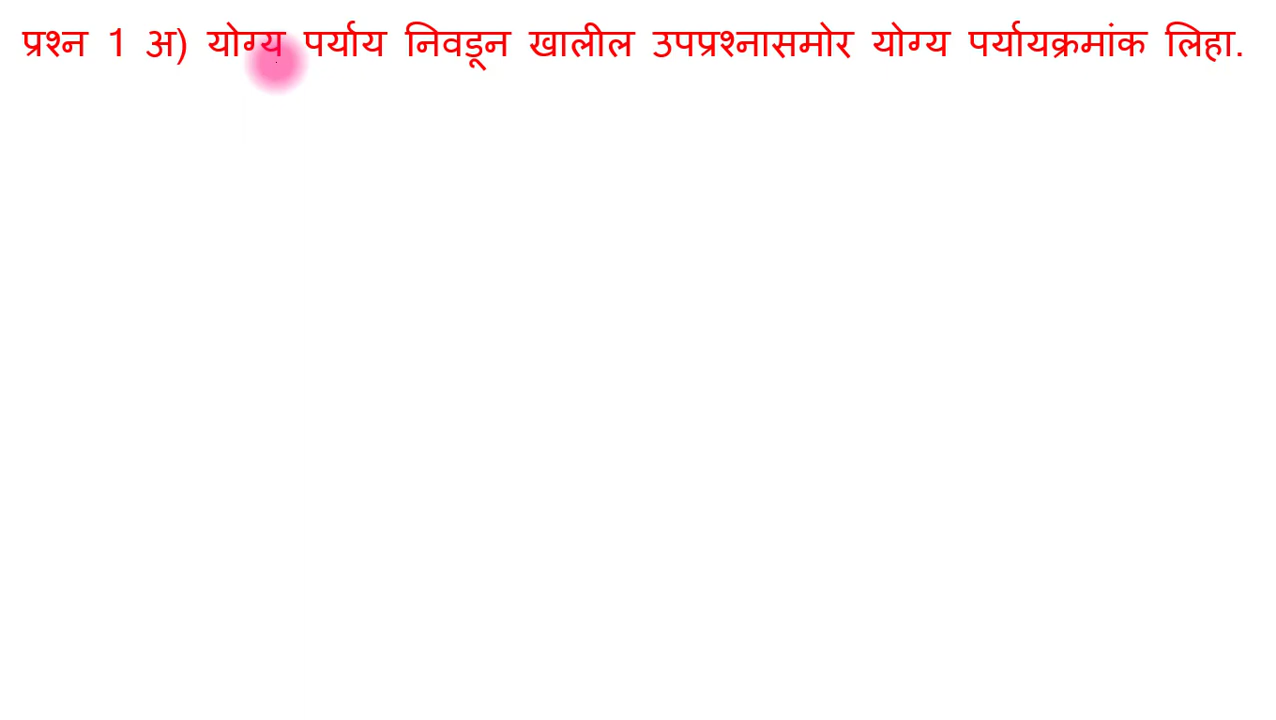 प्रश्न 1 अ) योग्य पर्याय निवडून खालील उपप्रश्नासमोर योग्य पर्यायक्रमांक लिहा.